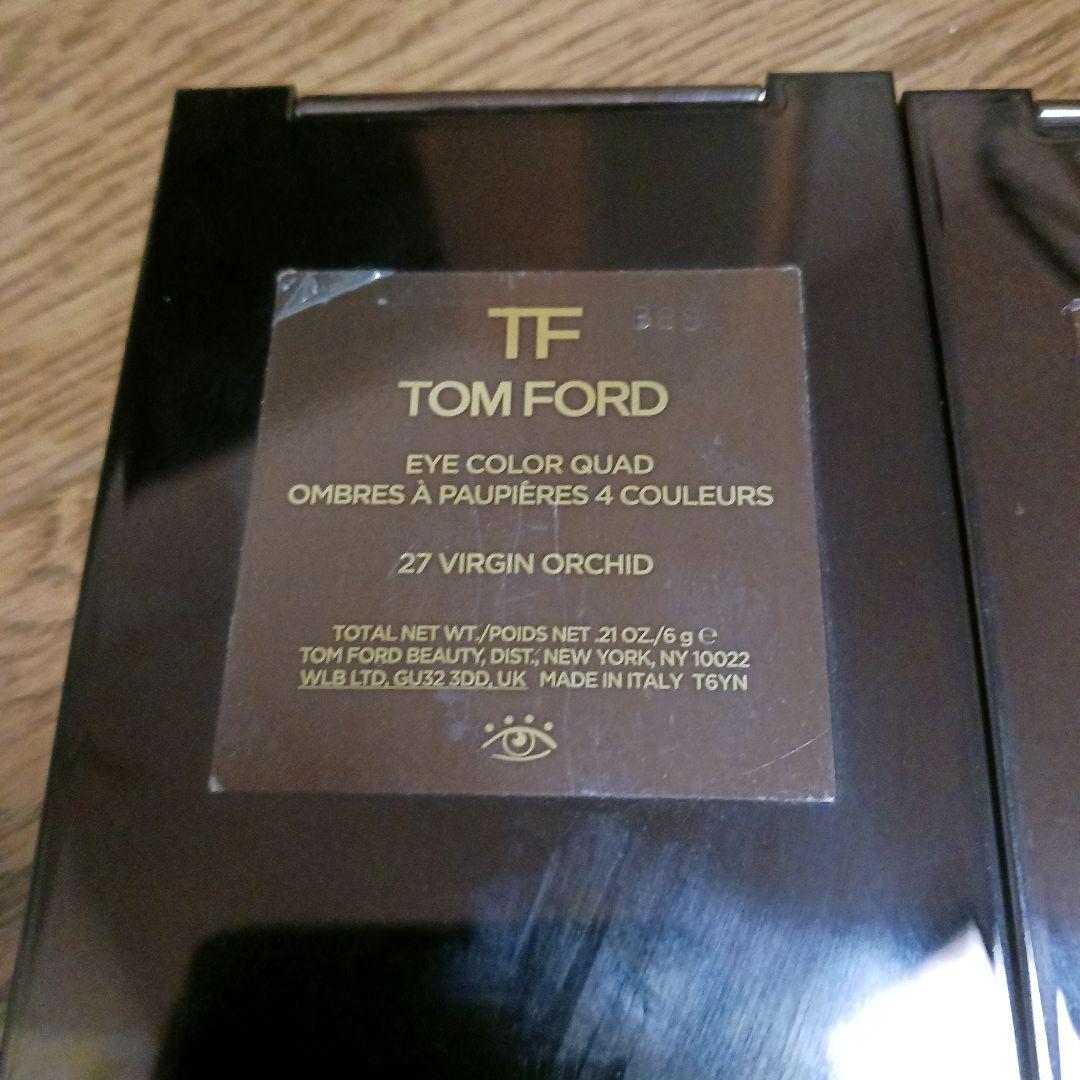 TF
TOM FORD
EYE COLOR QUAD
OMBRES À PAUPIÈRES 4 COULEURS
27 VIRGIN ORCHID
TOTAL NET WT./POIDS NET .21 OZ./6 g ℮
TOM FORD BEAUTY, DIST., NEW YORK, NY 10022
WLB LTD, GU32 3DD, UK MADE IN ITALY T6YN